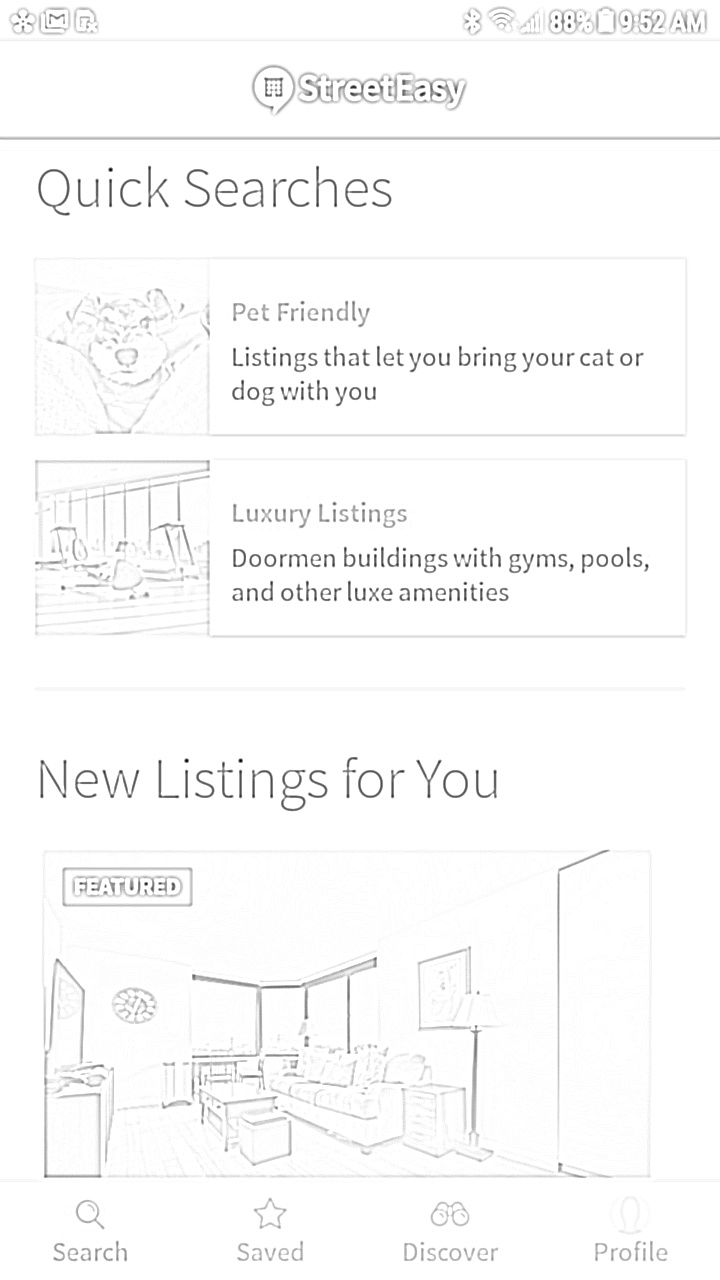 88% 9:52 AM
StreetEasy
Quick Searches
Pet Friendly
Listings that let you bring your cat or
dog with you
Luxury Listings
Doormen buildings with gyms, pools,
and other luxe amenities
New Listings for You
FEATURED
Search Saved Discover Profile